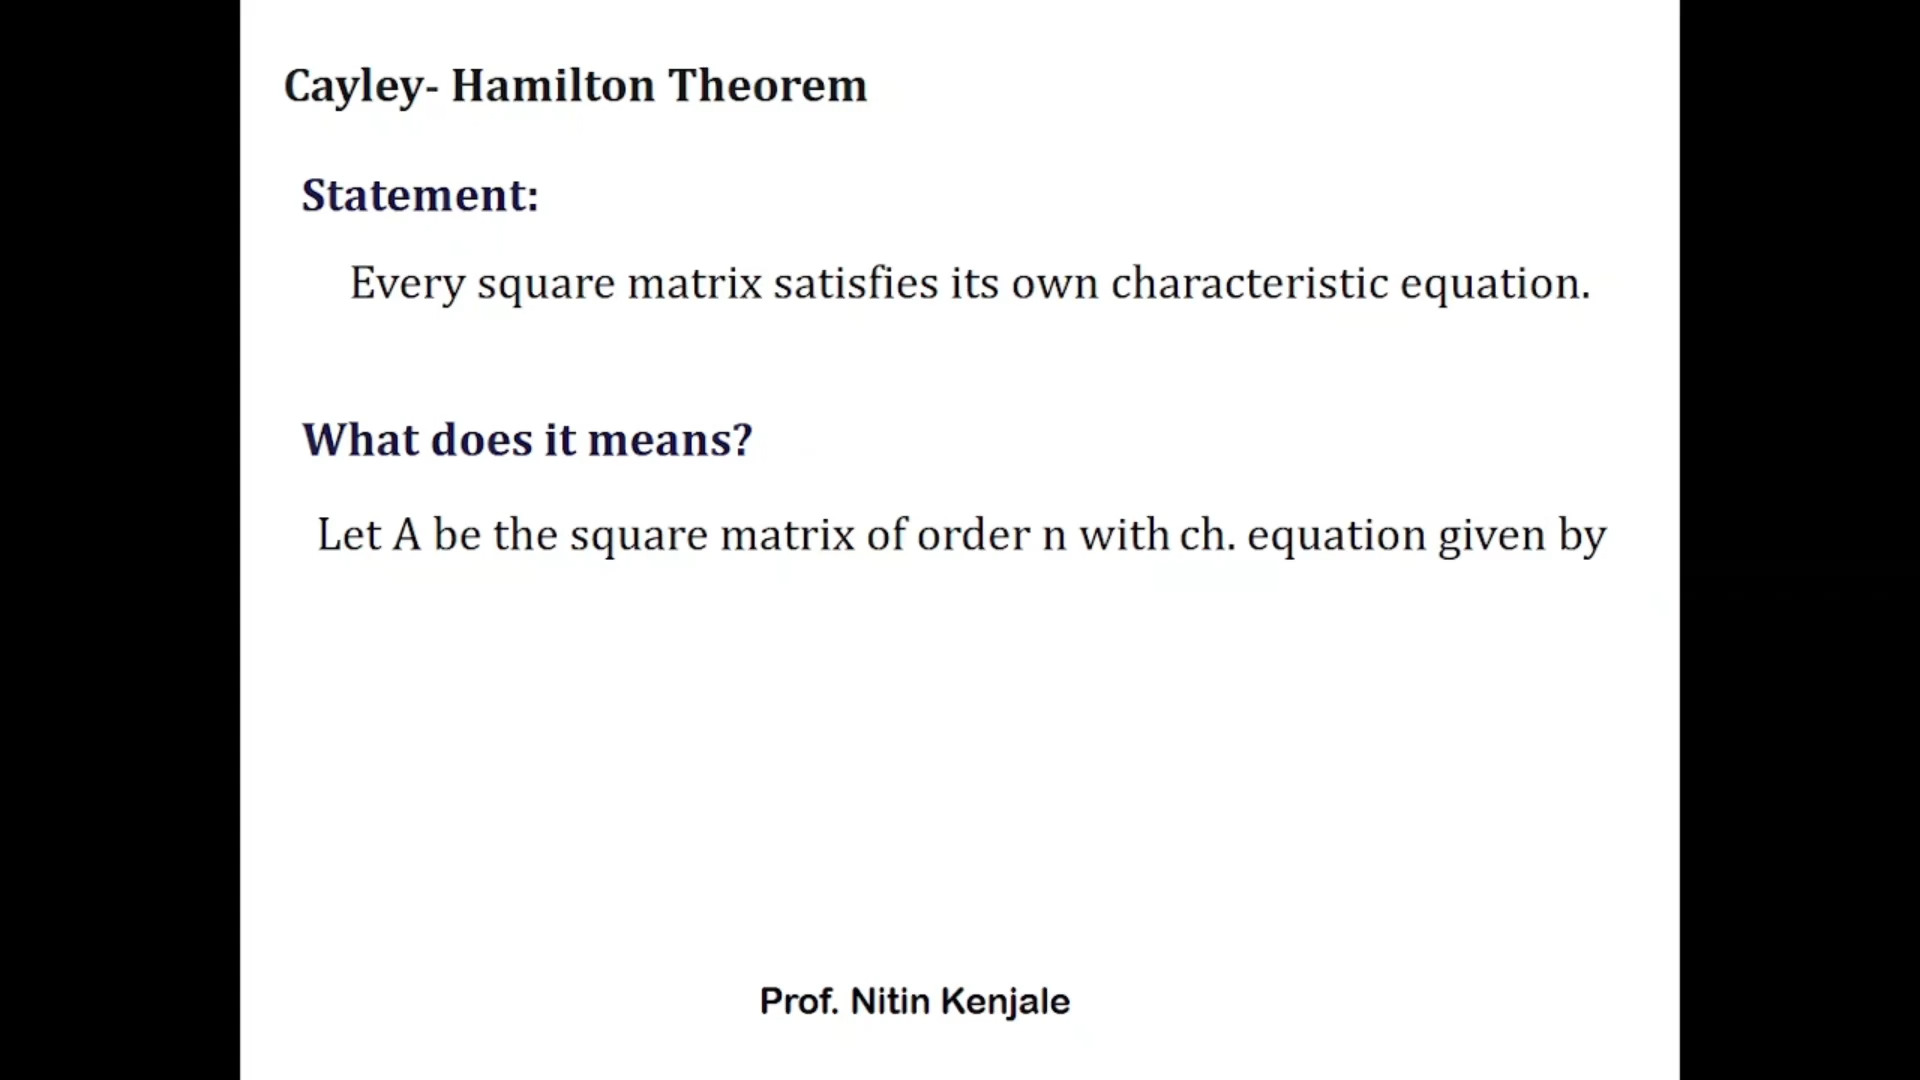 Cayley- Hamilton Theorem
Statement:
Every square matrix satisfies its own characteristic equation.
What does it means?
Let A be the square matrix of order n with ch. equation given by
Prof. Nitin Kenjale